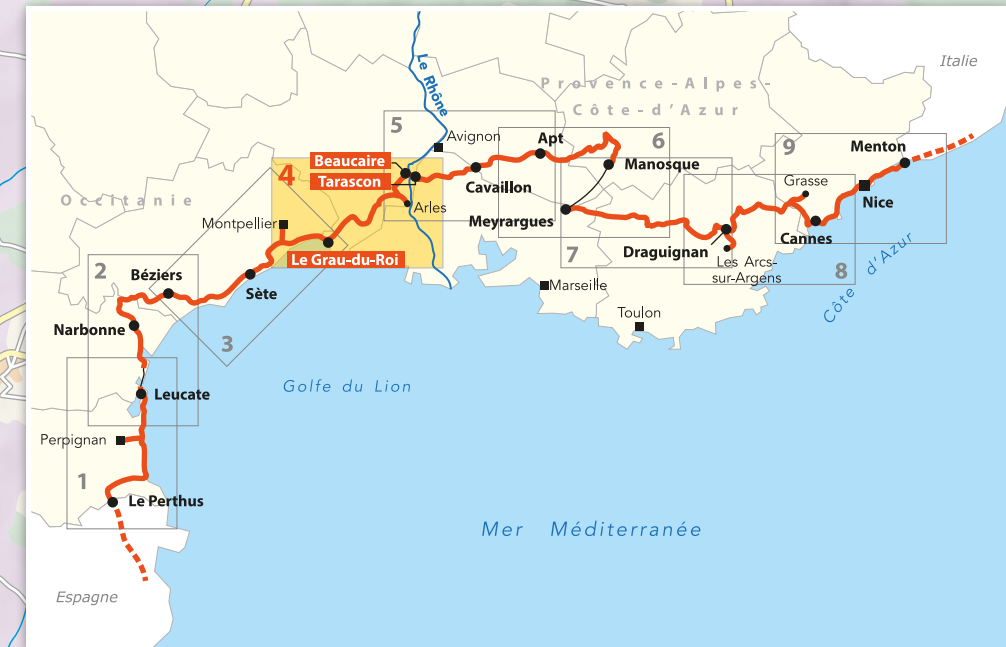 Italie
Le Rhône
Provence-Alpes-
Côte-d'Azur
5
Avignon
Apt
6
9
Menton
Beaucaire
Tarascon
Manosque
4
Cavaillon
Grasse
Occitanie
Nice
Arles
Montpellier
Meyrargues
Cannes
Le Grau-du-Roi
7
Draguignan
Les Arcs-
sur-Argens
8
2
Béziers
Sète
Marseille
Côte d'Azur
Toulon
Narbonne
3
Golfe du Lion
Leucate
Perpignan
1
Le Perthus
Mer Méditerranée
Espagne